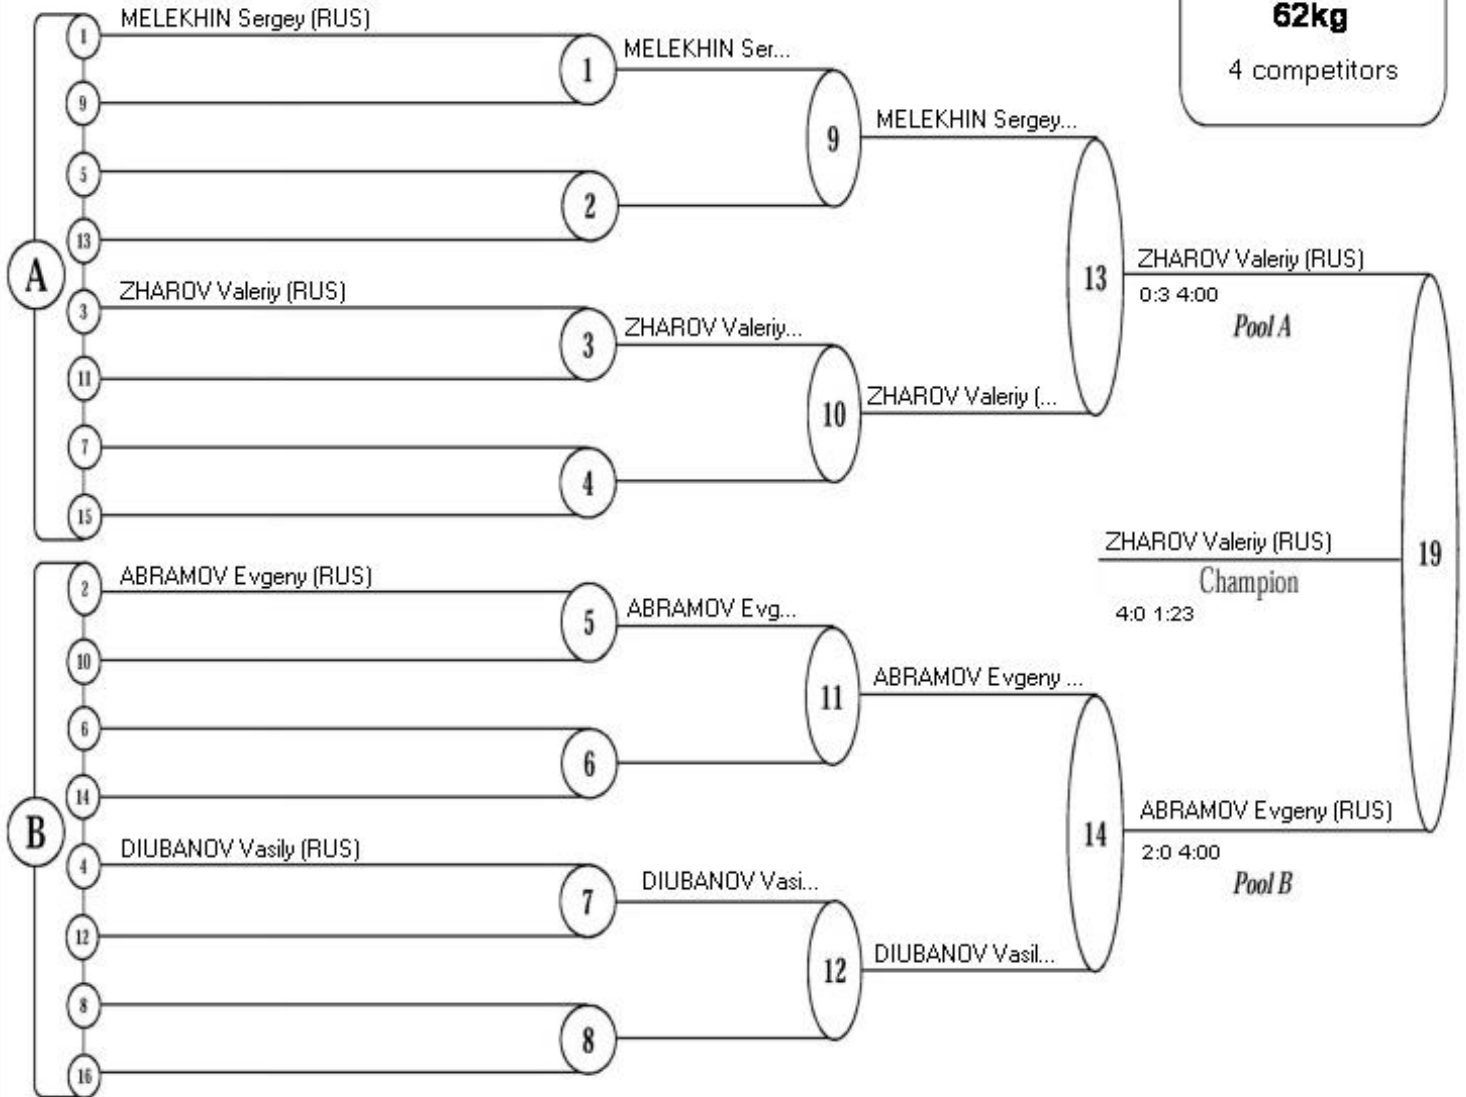 62kg
4 competitors
A
1
MELEKHIN Sergey (RUS)
9
5
13
3
ZHAROV Valeriy (RUS)
11
7
15
B
2
ABRAMOV Evgeny (RUS)
10
6
14
4
DIUBANOV Vasily (RUS)
12
8
16
1
2
3
4
5
6
7
8
MELEKHIN Ser...
ZHAROV Valeriy...
ABRAMOV Evg...
DIUBANOV Vasi...
9
10
11
12
MELEKHIN Sergey...
ZHAROV Valeriy (...
ABRAMOV Evgeny ...
DIUBANOV Vasil...
13
14
ZHAROV Valeriy (RUS)
0:3 4:00
Pool A
ZHAROV Valeriy (RUS)
Champion
4:0 1:23
19
ABRAMOV Evgeny (RUS)
2:0 4:00
Pool B